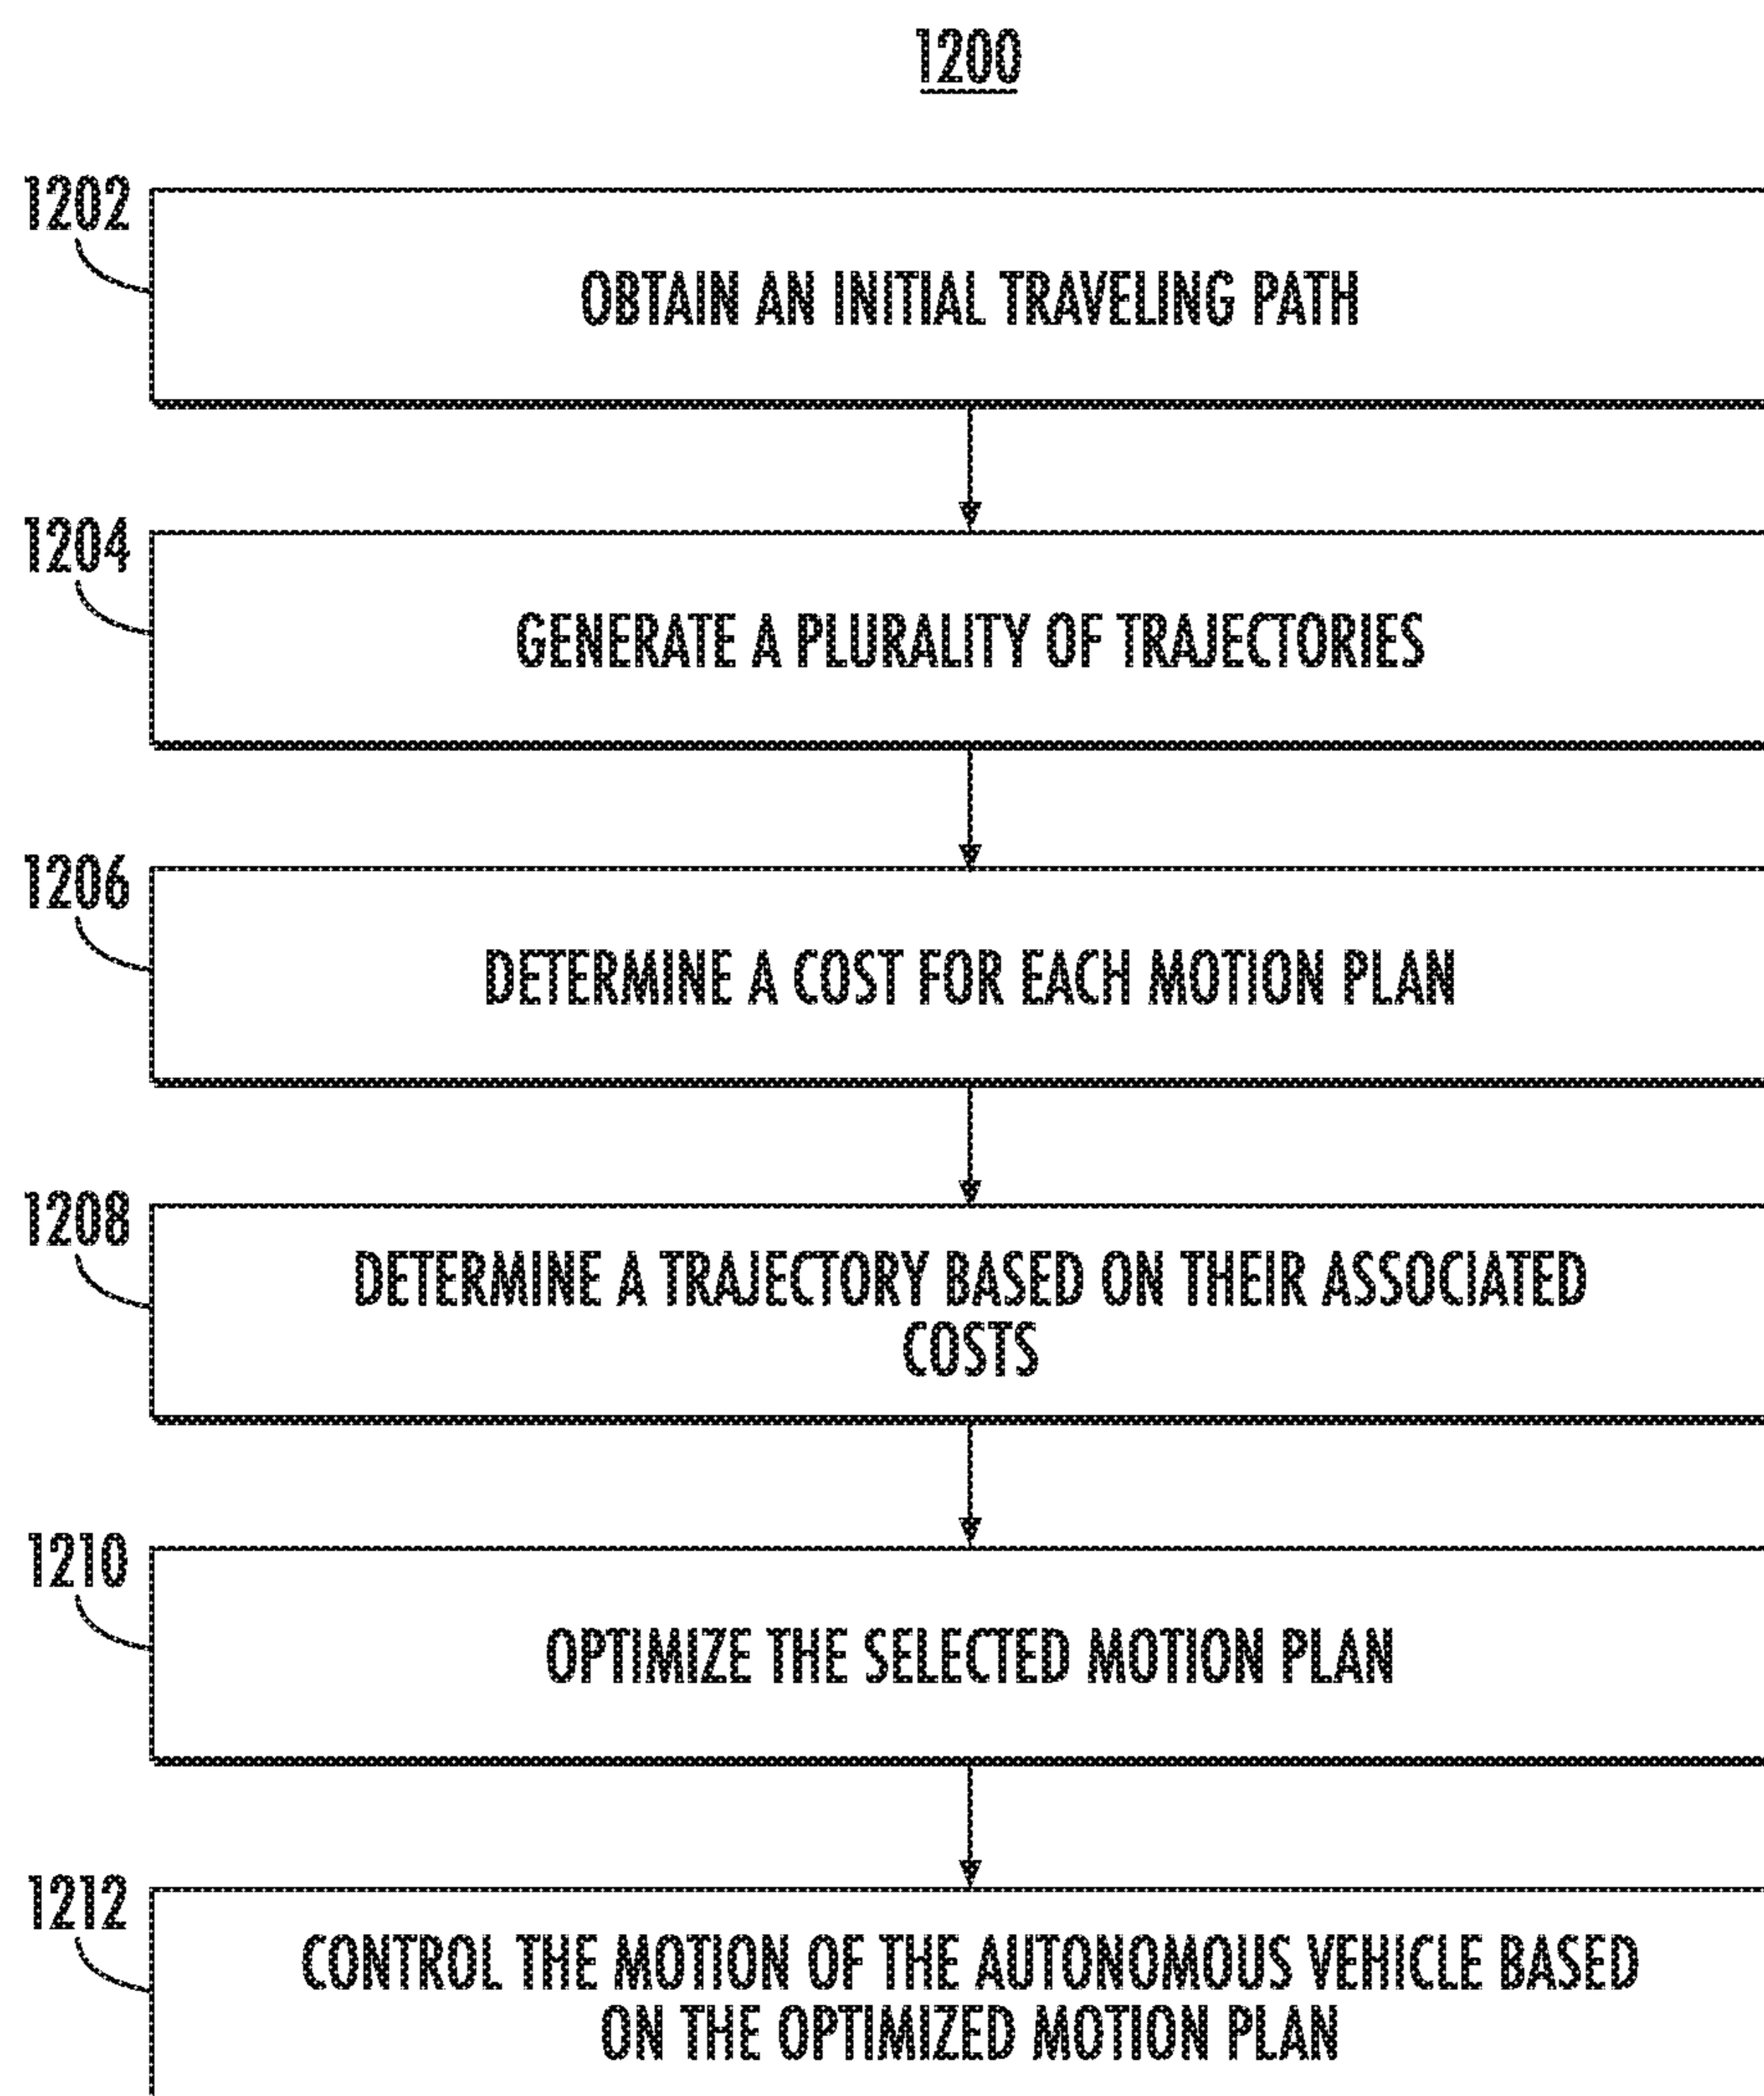 1200
1202
OBTAIN AN INITIAL TRAVELING PATH
1204
GENERATE A PLURALITY OF TRAJECTORIES
1206
DETERMINE A COST FOR EACH MOTION PLAN
1208
DETERMINE A TRAJECTORY BASED ON THEIR ASSOCIATED
COSTS
1210
OPTIMIZE THE SELECTED MOTION PLAN
1212
CONTROL THE MOTION OF THE AUTONOMOUS VEHICLE BASED
ON THE OPTIMIZED MOTION PLAN